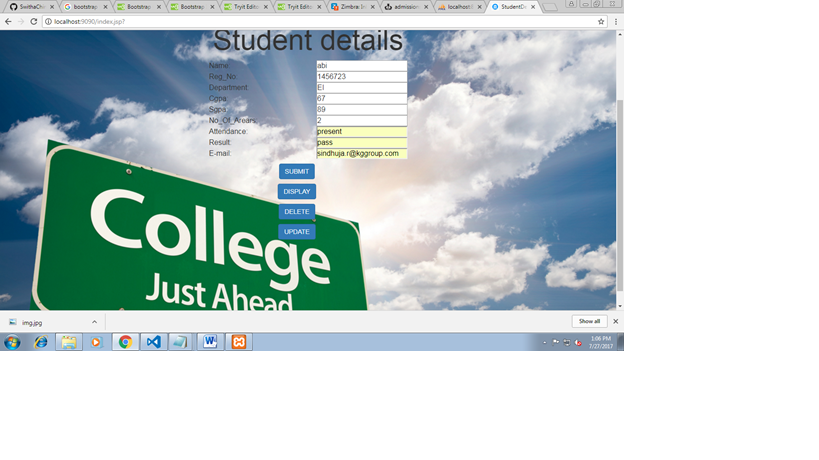 SwithaCh
bootstrap
Bootstrap
Bootstrap
Tryit Edito
Tryit Edito
Zimbra: In
admission
localhost
StudentDe
localhost:9090/index.jsp?
Student details
Name: abi
Reg_No: 1456723
Department EI
Cgpa: 67
Sgpa: 89
No_Of_Arears: 2
Attendance: present
Result: pass
E-mail: sindhuja.r@kggroup.com
SUBMIT
DISPLAY
DELETE
UPDATE
College
Just Ahead
img.jpg
Show all
1:06 PM
7/27/2017